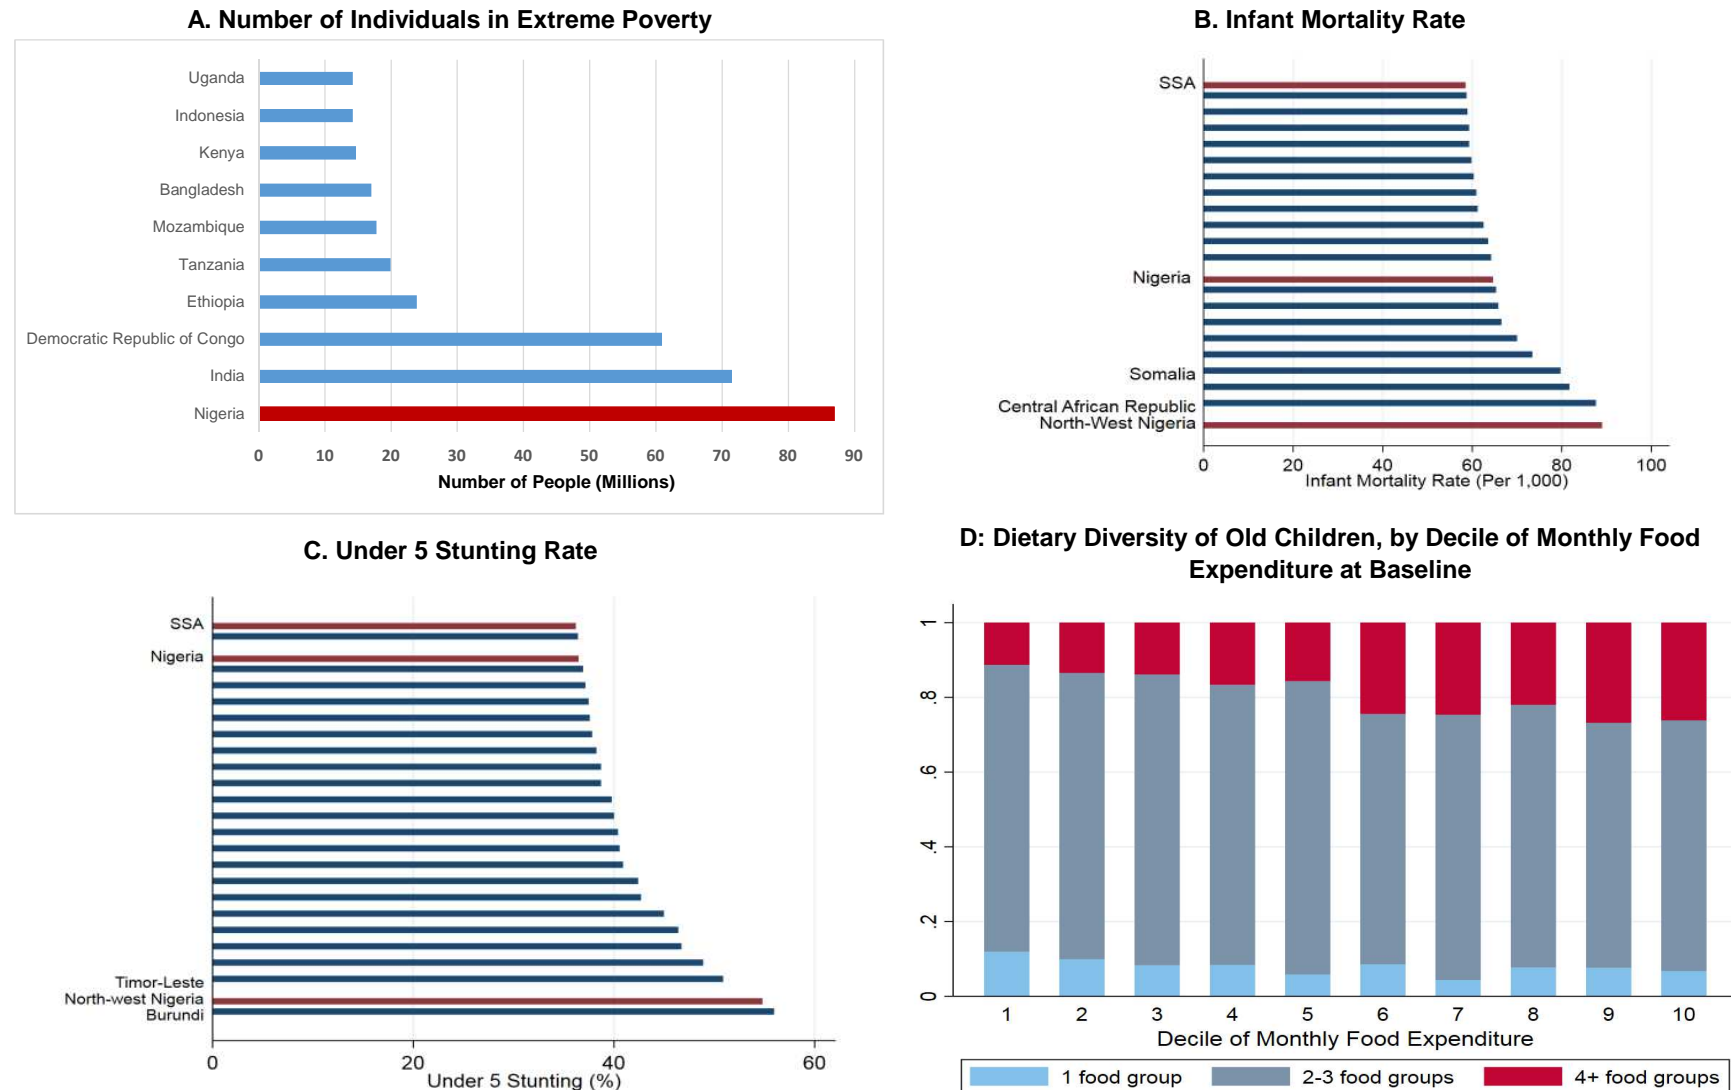 A. Number of Individuals in Extreme Poverty
Uganda
Indonesia
Kenya
Bangladesh
Mozambique
Tanzania
Ethiopia
Democratic Republic of Congo
India
Nigeria
0 10 20 30 40 50 60 70 80 90
Number of People (Millions)
B. Infant Mortality Rate
SSA
Nigeria
Somalia
Central African Republic
North-West Nigeria
0 20 40 60 80 100
Infant Mortality Rate (Per 1,000)
C. Under 5 Stunting Rate
SSA
Nigeria
Timor-Leste
North-west Nigeria
Burundi
0 20 40 60
Under 5 Stunting (%)
D: Dietary Diversity of Old Children, by Decile of Monthly Food
Expenditure at Baseline
1
.8
.6
.4
.2
0
1 2 3 4 5 6 7 8 9 10
Decile of Monthly Food Expenditure
1 food group 2-3 food groups 4+ food groups